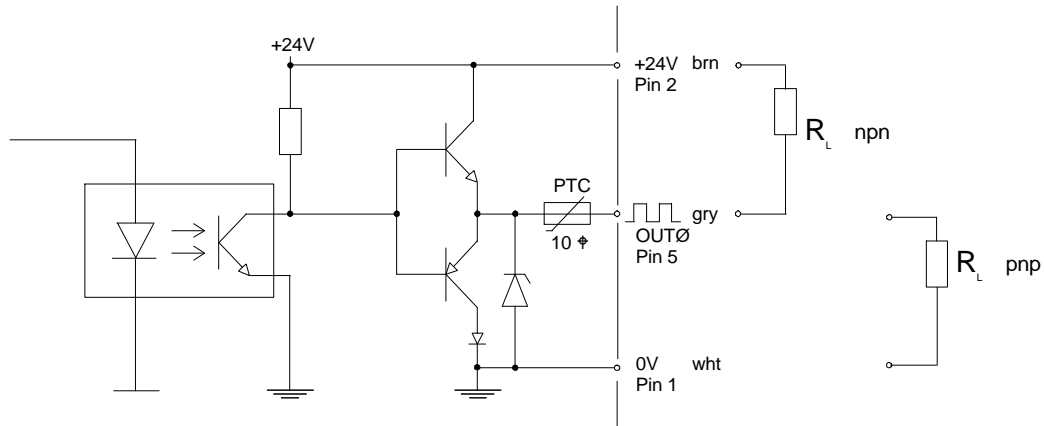 +24V
+24V brn
Pin 2
R L npn
PTC
10 ⌖
gry
OUTØ
Pin 5
R L pnp
0V wht
Pin 1